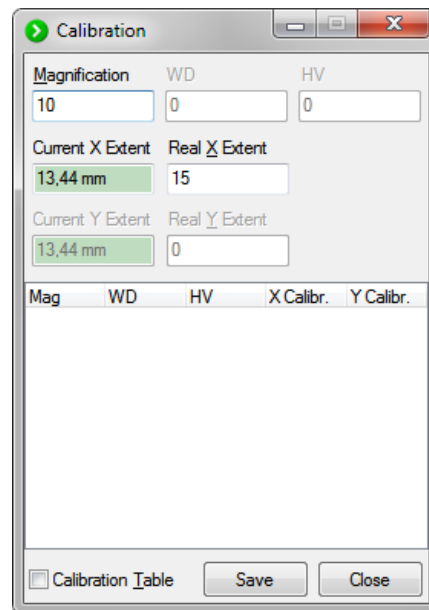 Calibration
Magnification WD HV
10 0 0
Current X Extent Real X Extent
13,44 mm 15
Current Y Extent Real Y Extent
13,44 mm 0
Mag WD HV X Calibr. Y Calibr.
Calibration Table Save Close